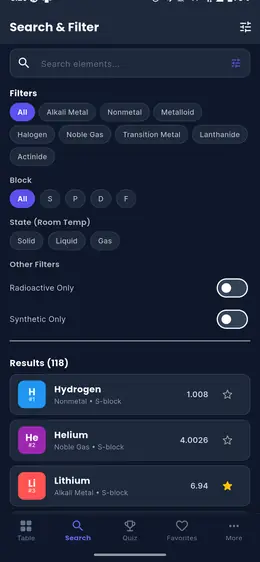 Search & Filter
Search elements...
Filters
All Alkali Metal Nonmetal Metalloid
Halogen Noble Gas Transition Metal Lanthanide
Actinide
Block
All S P D F
State (Room Temp)
Solid Liquid Gas
Other Filters
Radioactive Only
Synthetic Only
Results (118)
H #1 Hydrogen 1.008
Nonmetal • S-block
He #2 Helium 4.0026
Noble Gas • S-block
Li #3 Lithium 6.94
Alkali Metal • S-block
Table Search Quiz Favorites More